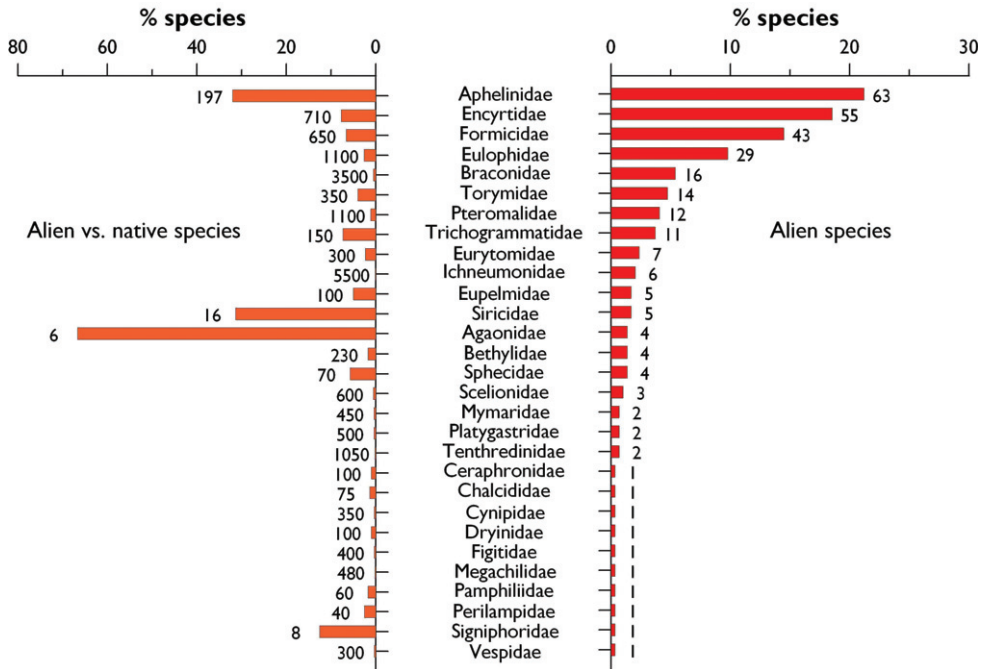 % species % species
80 60 40 20 0 0 10 20 30
197 Aphelinidae 63
710 Encyrtidae 55
650 Formicidae 43
1100 Eulophidae 29
3500 Braconidae 16
350 Torymidae 14
1100 Pteromalidae 12
Alien vs. native species 150 Trichogrammatidae 11 Alien species
300 Eurytomidae 7
5500 Ichneumonidae 6
100 Eupelmidae 5
16 Siricidae 5
6 Agaonidae 4
230 Bethylidae 4
70 Sphecidae 4
600 Scelionidae 3
450 Mymaridae 2
500 Platygastridae 2
1050 Tenthredinidae 2
100 Ceraphronidae 1
75 Chalcididae 1
350 Cynipidae 1
100 Dryinidae 1
400 Figitidae 1
480 Megachilidae 1
60 Pamphiliidae 1
40 Perilampidae 1
8 Signiphoridae 1
300 Vespidae 1